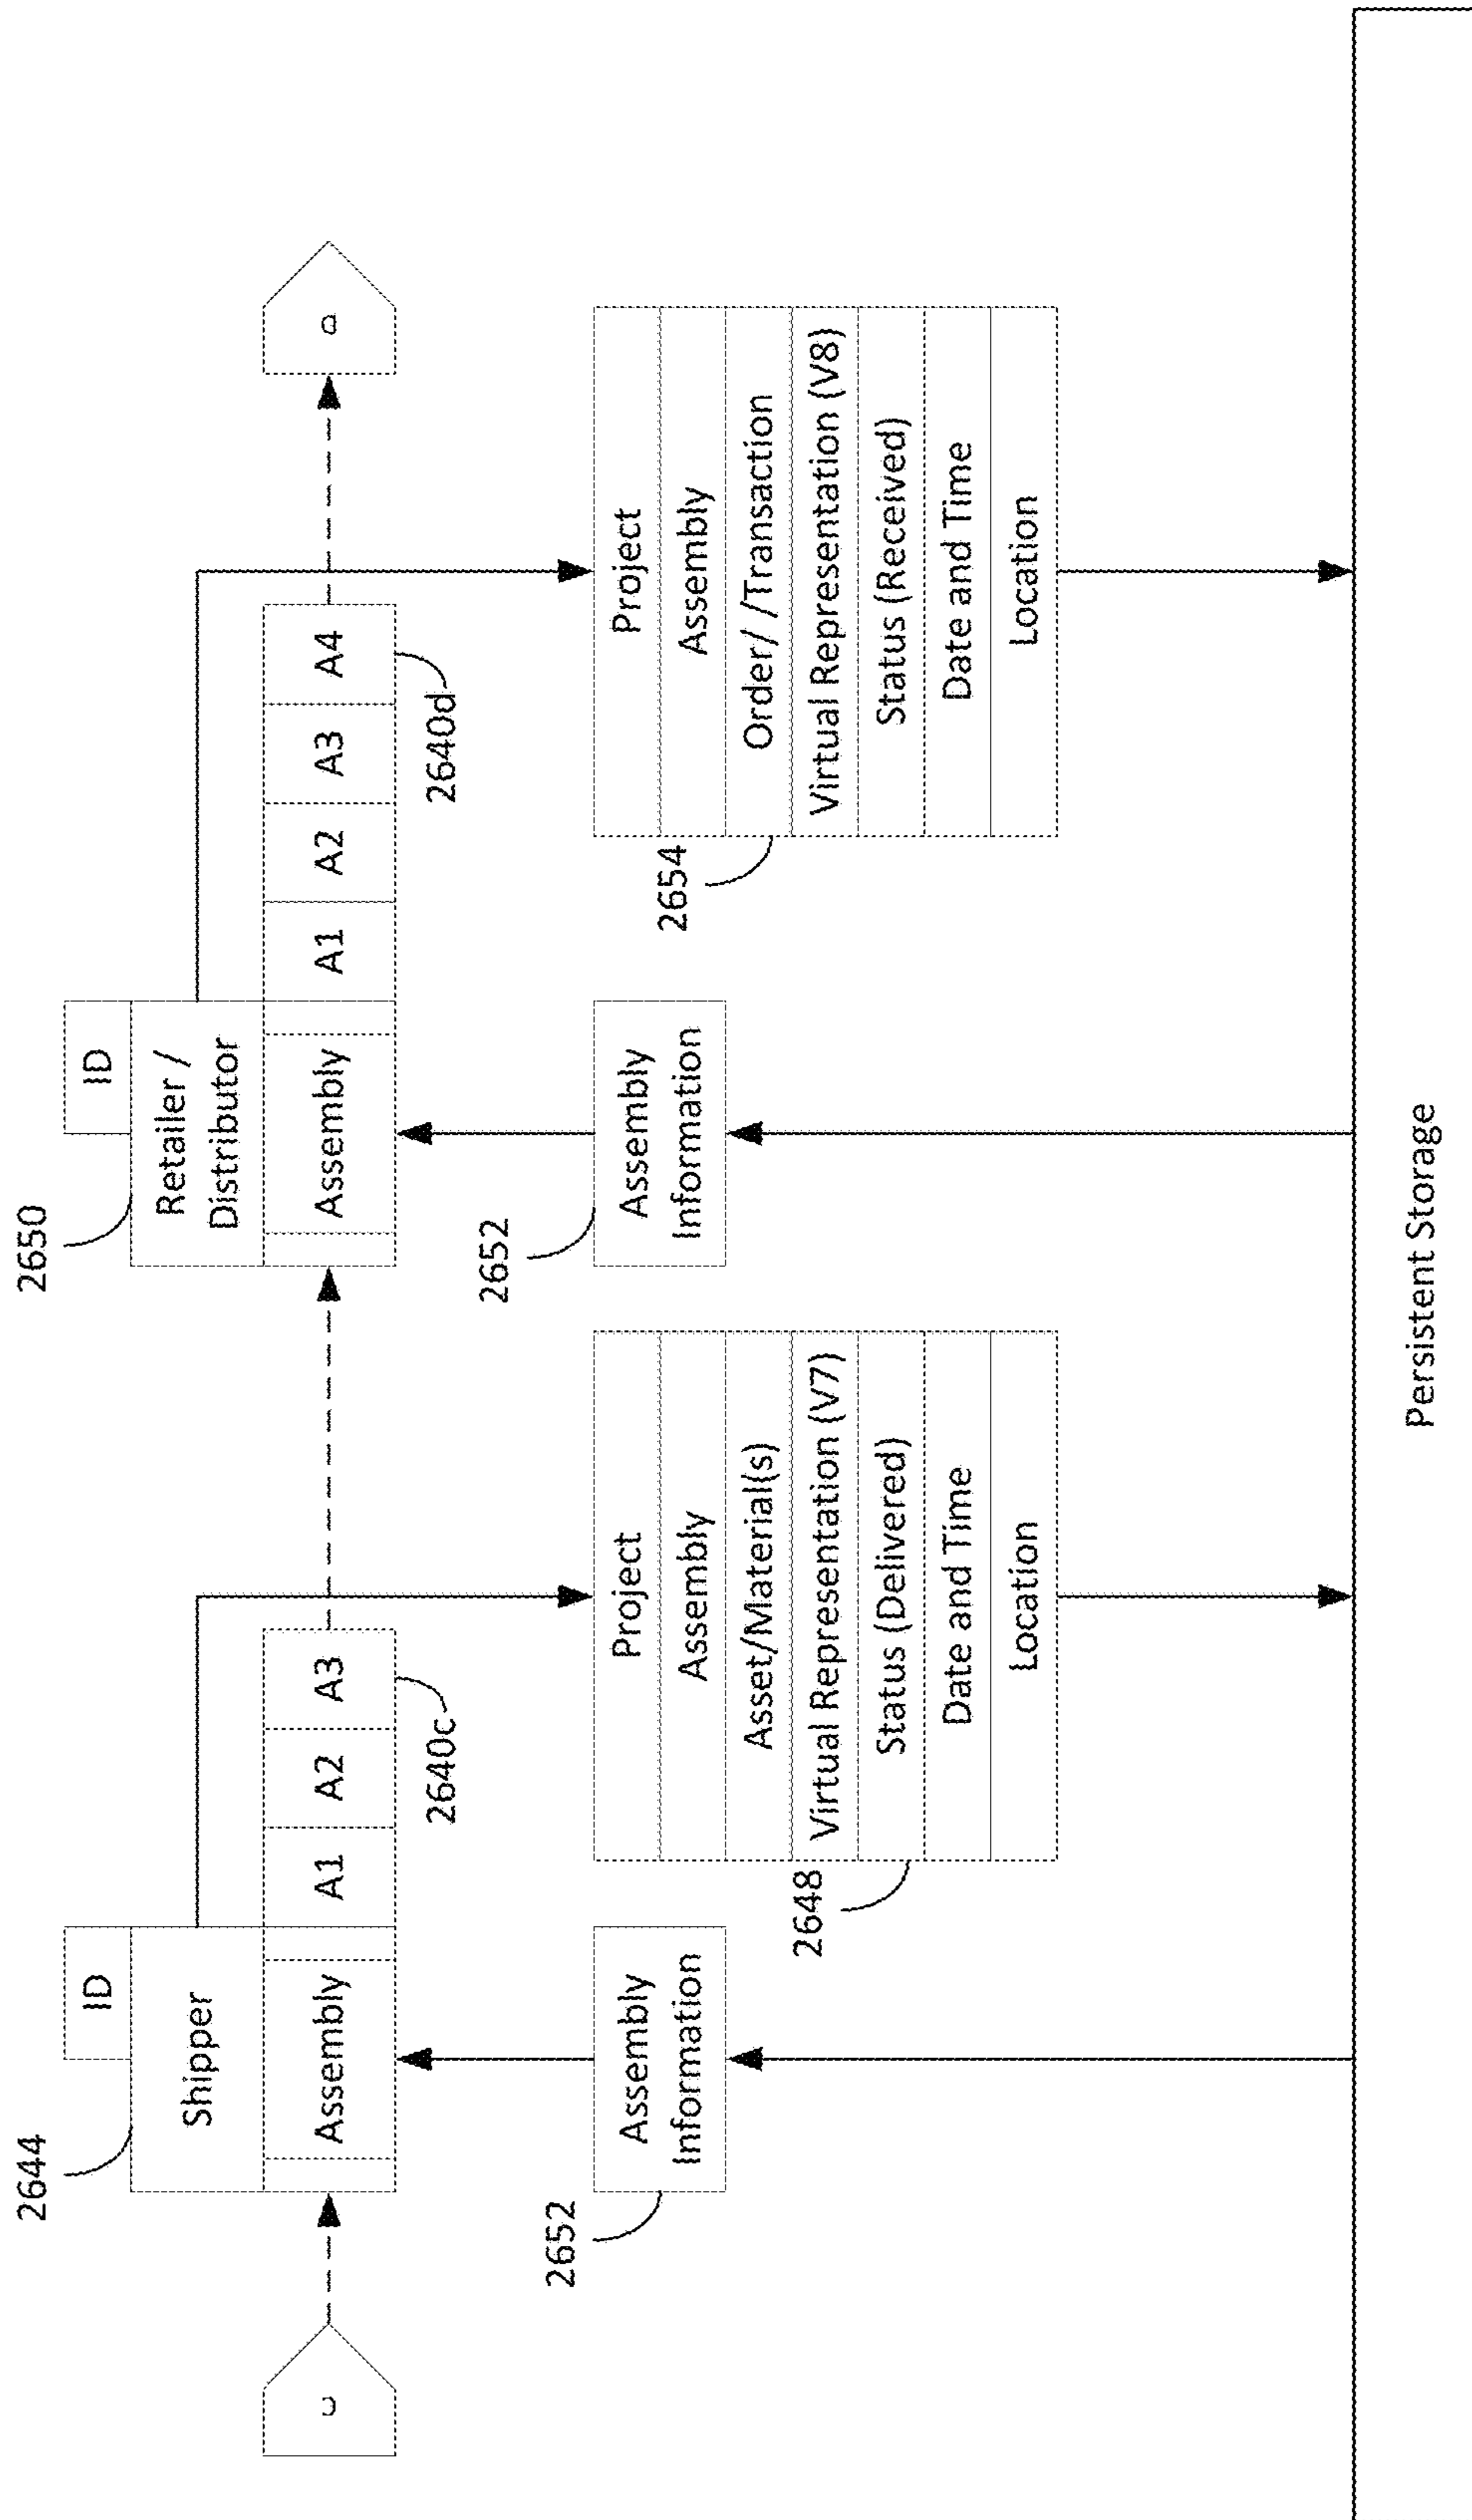 2644
ID
Shipper
Assembly
A1
A2
A3
2640c
2652
Assembly
Information
2648
Project
Assembly
Asset/Material(s)
Virtual Representation (V7)
Status (Delivered)
Date and Time
Location
2650
ID
Retailer /
Distributor
Assembly
A1
A2
A3
A4
2640d
2652
Assembly
Information
2654
Project
Assembly
Order/ /Transaction
Virtual Representation (V8)
Status (Received)
Date and Time
Location
Persistent Storage